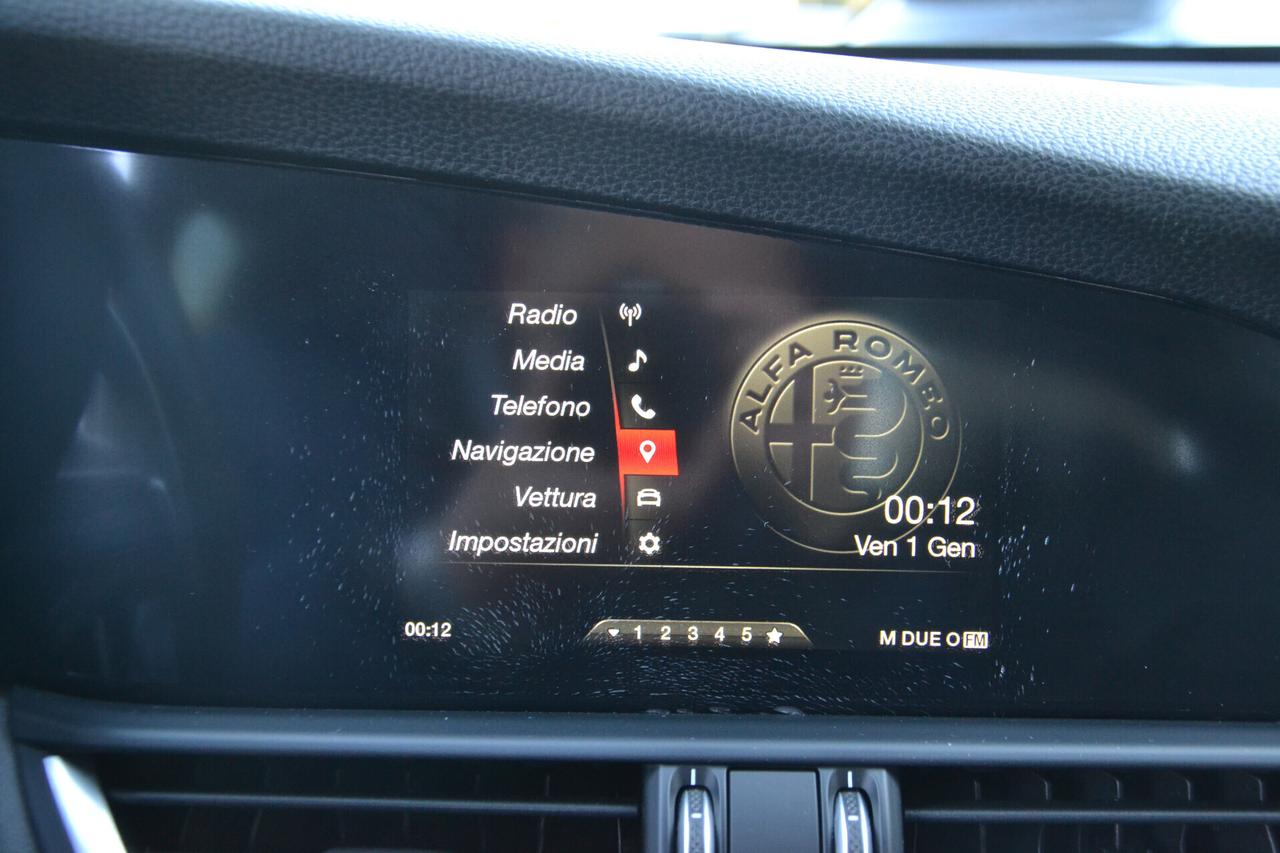 Radio
Media
Telefono
Navigazione
Vettura
Impostazioni
ALFA ROMEO
00:12
Ven 1 Gen
00:12
1 2 3 4 5
M DUE O FM